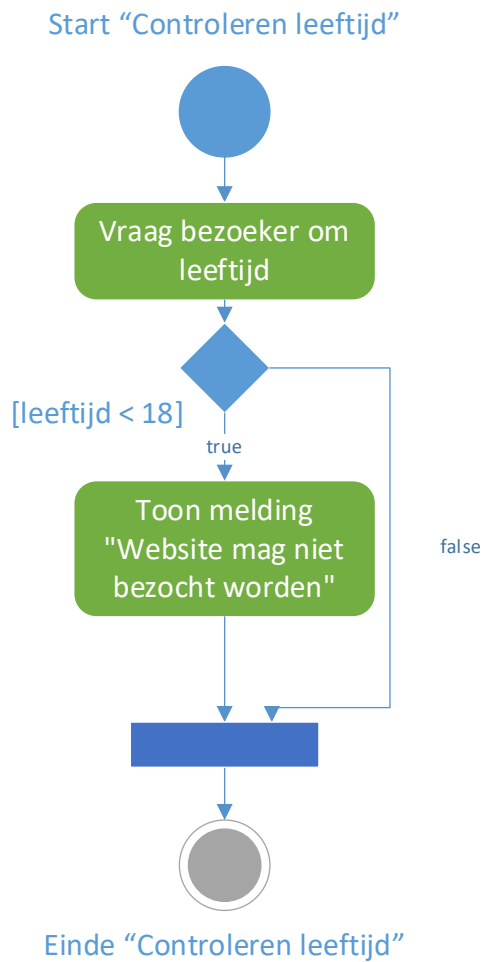 Start “Controleren leeftijd”
Vraag bezoeker om
leeftijd
[leeftijd < 18]
true
Toon melding
"Website mag niet
bezocht worden"
false
Einde “Controleren leeftijd”